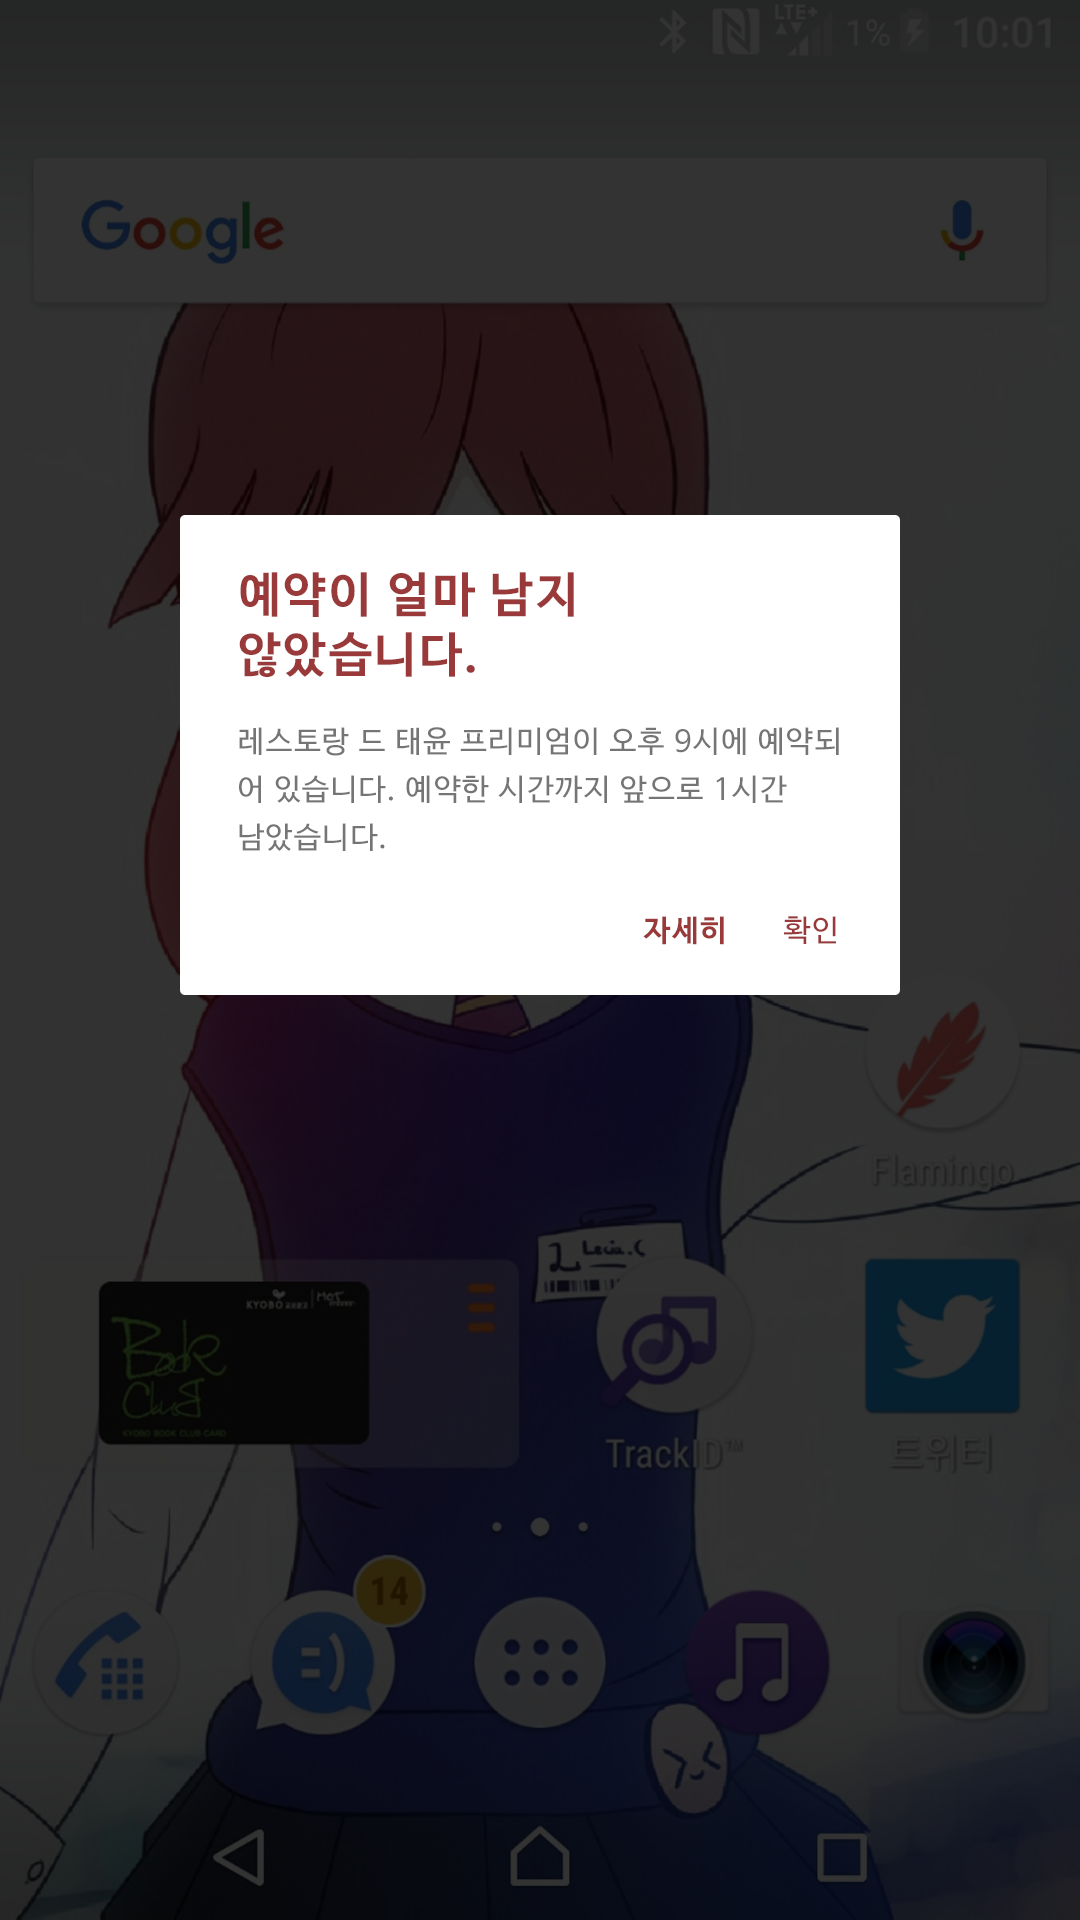 LTE+
1%
10:01
Google
예약이 얼마 남지
않았습니다.
레스토랑 드 태윤 프리미엄이 오후 9시에 예약되
어 있습니다. 예약한 시간까지 앞으로 1시간
남았습니다.
자세히 확인
Flamingo
Levin.C
KYOBO
HOT
Book
Club
KYOBO BOOK CLUB CARD
TrackID™
트위터
14